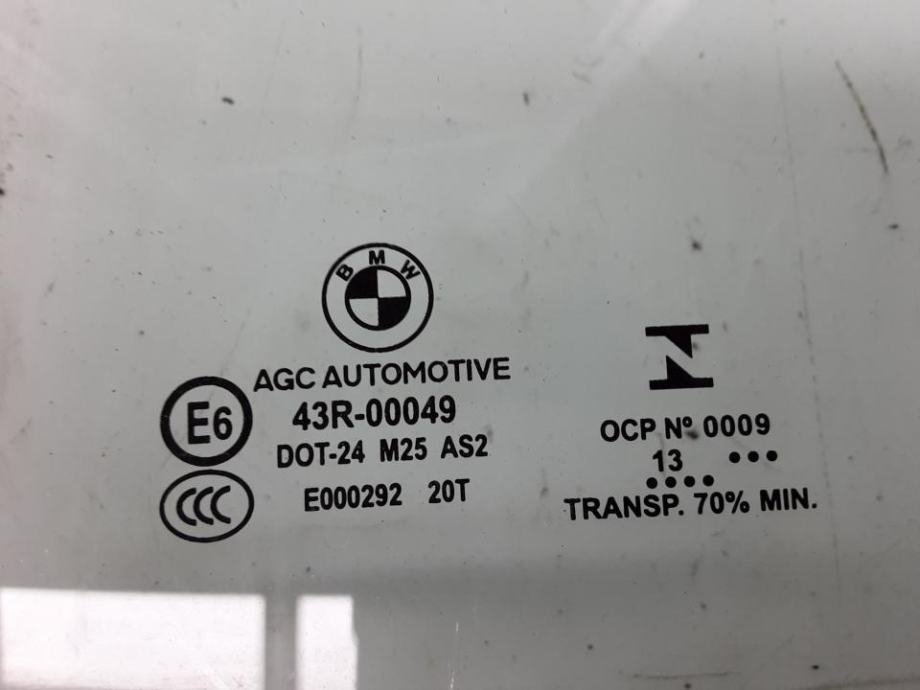 BMW
AGC AUTOMOTIVE
E6
43R-00049
DOT-24 M25 AS2
CCC
E000292 20T
OCP Nº 0009
13 •••
••••
TRANSP. 70% MIN.